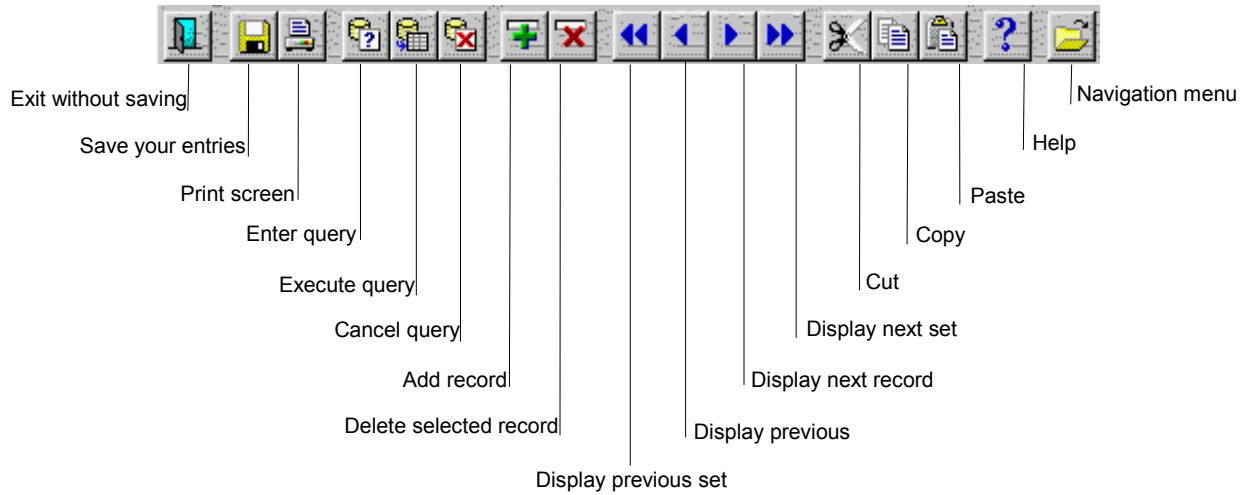 Exit without saving
Navigation menu
Save your entries
Help
Print screen
Paste
Enter query
Copy
Execute query
Cut
Cancel query
Display next set
Add record
Display next record
Delete selected record
Display previous
Display previous set